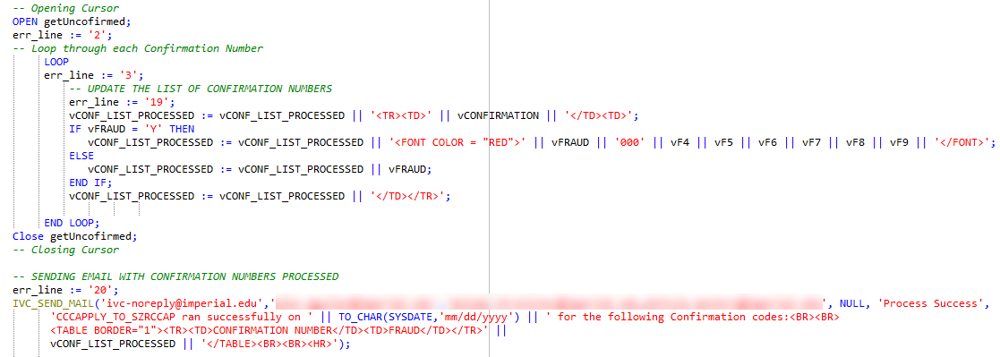 -- Opening Cursor
OPEN getUncofirmed;
err_line := '2';
-- Loop through each Confirmation Number
LOOP
err_line := '3';
-- UPDATE THE LIST OF CONFIRMATION NUMBERS
err_line := '19';
vCONF_LIST_PROCESSED := vCONF_LIST_PROCESSED || '<TR><TD>' || vCONFIRMATION || '</TD><TD>';
IF vFRAUD = 'Y' THEN
vCONF_LIST_PROCESSED := vCONF_LIST_PROCESSED || '<FONT COLOR = "RED">' || vFRAUD || '000' || vF4 || vF5 || vF6 || vF7 || vF8 || vF9 || '</FONT>';
ELSE
vCONF_LIST_PROCESSED := vCONF_LIST_PROCESSED || vFRAUD;
END IF;
vCONF_LIST_PROCESSED := vCONF_LIST_PROCESSED || '</TD></TR>';
END LOOP;
Close getUncofirmed;
-- Closing Cursor
-- SENDING EMAIL WITH CONFIRMATION NUMBERS PROCESSED
err_line := '20';
IVC_SEND_MAIL('ivc-noreply@imperial.edu','', NULL, 'Process Success',
'CCCAPPLY_TO_SZRCCAP ran successfully on ' || TO_CHAR(SYSDATE,'mm/dd/yyyy') || ' for the following Confirmation codes:<BR><BR>
<TABLE BORDER="1"><TR><TD>CONFIRMATION NUMBER</TD><TD>FRAUD</TD></TR>' ||
vCONF_LIST_PROCESSED || '</TABLE><BR><BR><HR>');